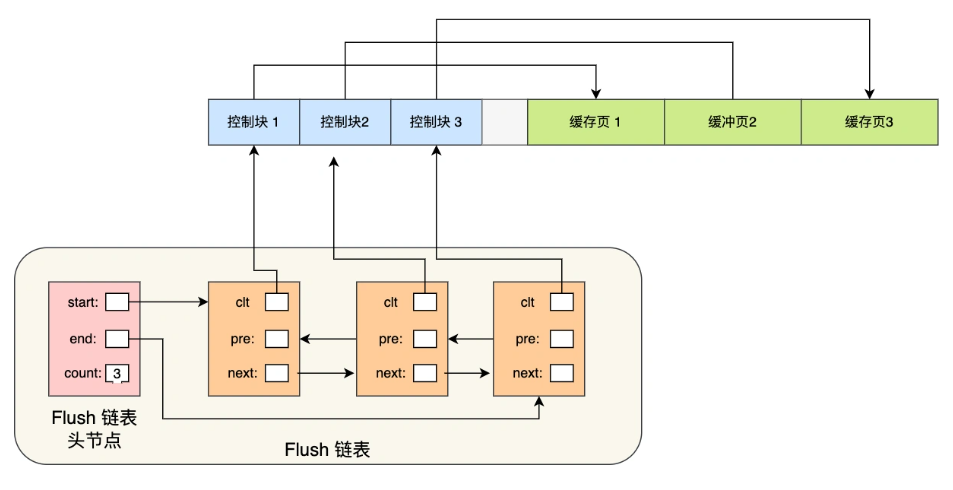 控制块 1
控制块2
控制块 3
缓存页 1
缓冲页2
缓存页3
start:
end:
count: 3
clt
pre:
next:
clt
pre:
next:
clt
pre:
next:
Flush 链表
头节点
Flush 链表